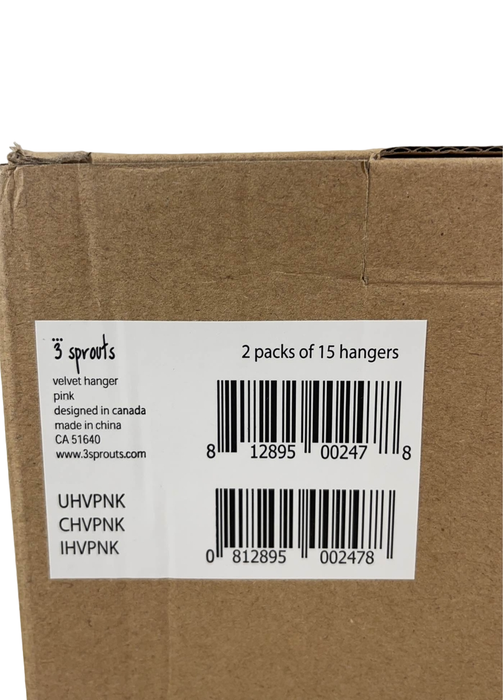 3 sprouts
2 packs of 15 hangers
velvet hanger
pink
designed in canada
made in china
CA 51640
www.3sprouts.com
8 12895 00247 8
UHVPNK
CHVPNK
IHVPNK
0 812895 002478